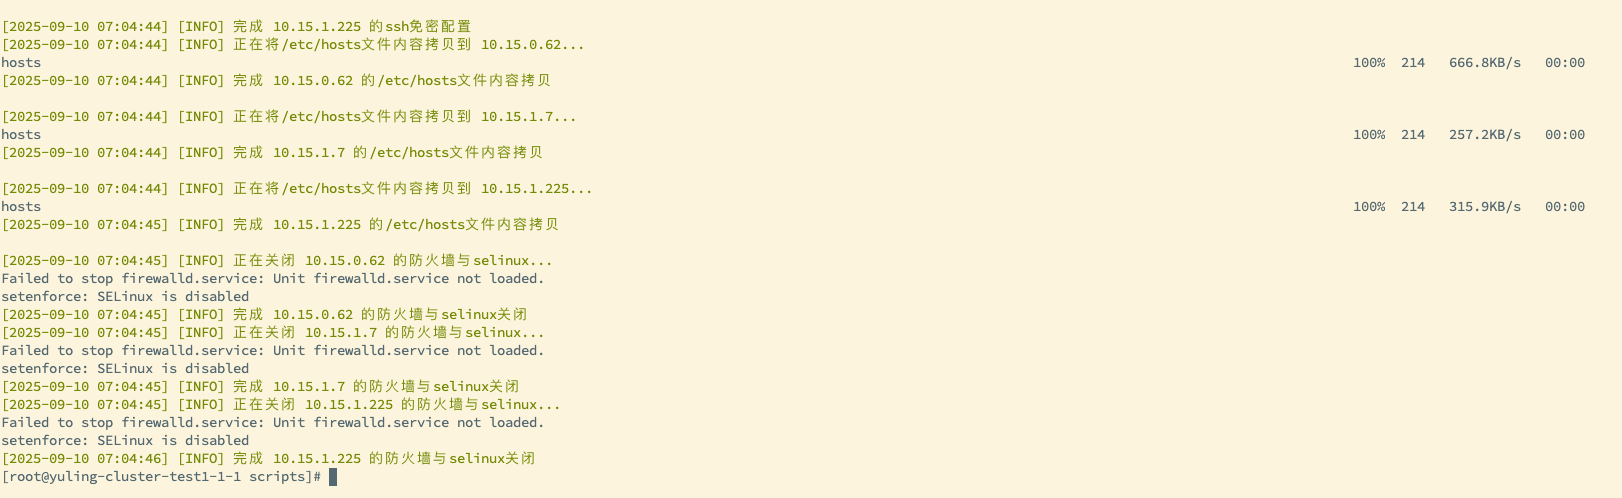 [2025-09-10 07:04:44] [INFO] 完成 10.15.1.225 的ssh免密配置
[2025-09-10 07:04:44] [INFO] 正在将/etc/hosts文件内容拷贝到 10.15.0.62...
hosts 100% 214 666.8KB/s 00:00
[2025-09-10 07:04:44] [INFO] 完成 10.15.0.62 的/etc/hosts文件内容拷贝
[2025-09-10 07:04:44] [INFO] 正在将/etc/hosts文件内容拷贝到 10.15.1.7...
hosts 100% 214 257.2KB/s 00:00
[2025-09-10 07:04:44] [INFO] 完成 10.15.1.7 的/etc/hosts文件内容拷贝
[2025-09-10 07:04:44] [INFO] 正在将/etc/hosts文件内容拷贝到 10.15.1.225...
hosts 100% 214 315.9KB/s 00:00
[2025-09-10 07:04:45] [INFO] 完成 10.15.1.225 的/etc/hosts文件内容拷贝
[2025-09-10 07:04:45] [INFO] 正在关闭 10.15.0.62 的防火墙与selinux...
Failed to stop firewalld.service: Unit firewalld.service not loaded.
setenforce: SELinux is disabled
[2025-09-10 07:04:45] [INFO] 完成 10.15.0.62 的防火墙与selinux关闭
[2025-09-10 07:04:45] [INFO] 正在关闭 10.15.1.7 的防火墙与selinux...
Failed to stop firewalld.service: Unit firewalld.service not loaded.
setenforce: SELinux is disabled
[2025-09-10 07:04:45] [INFO] 完成 10.15.1.7 的防火墙与selinux关闭
[2025-09-10 07:04:45] [INFO] 正在关闭 10.15.1.225 的防火墙与selinux...
Failed to stop firewalld.service: Unit firewalld.service not loaded.
setenforce: SELinux is disabled
[2025-09-10 07:04:46] [INFO] 完成 10.15.1.225 的防火墙与selinux关闭
[root@yuling-cluster-test1-1-1 scripts]#